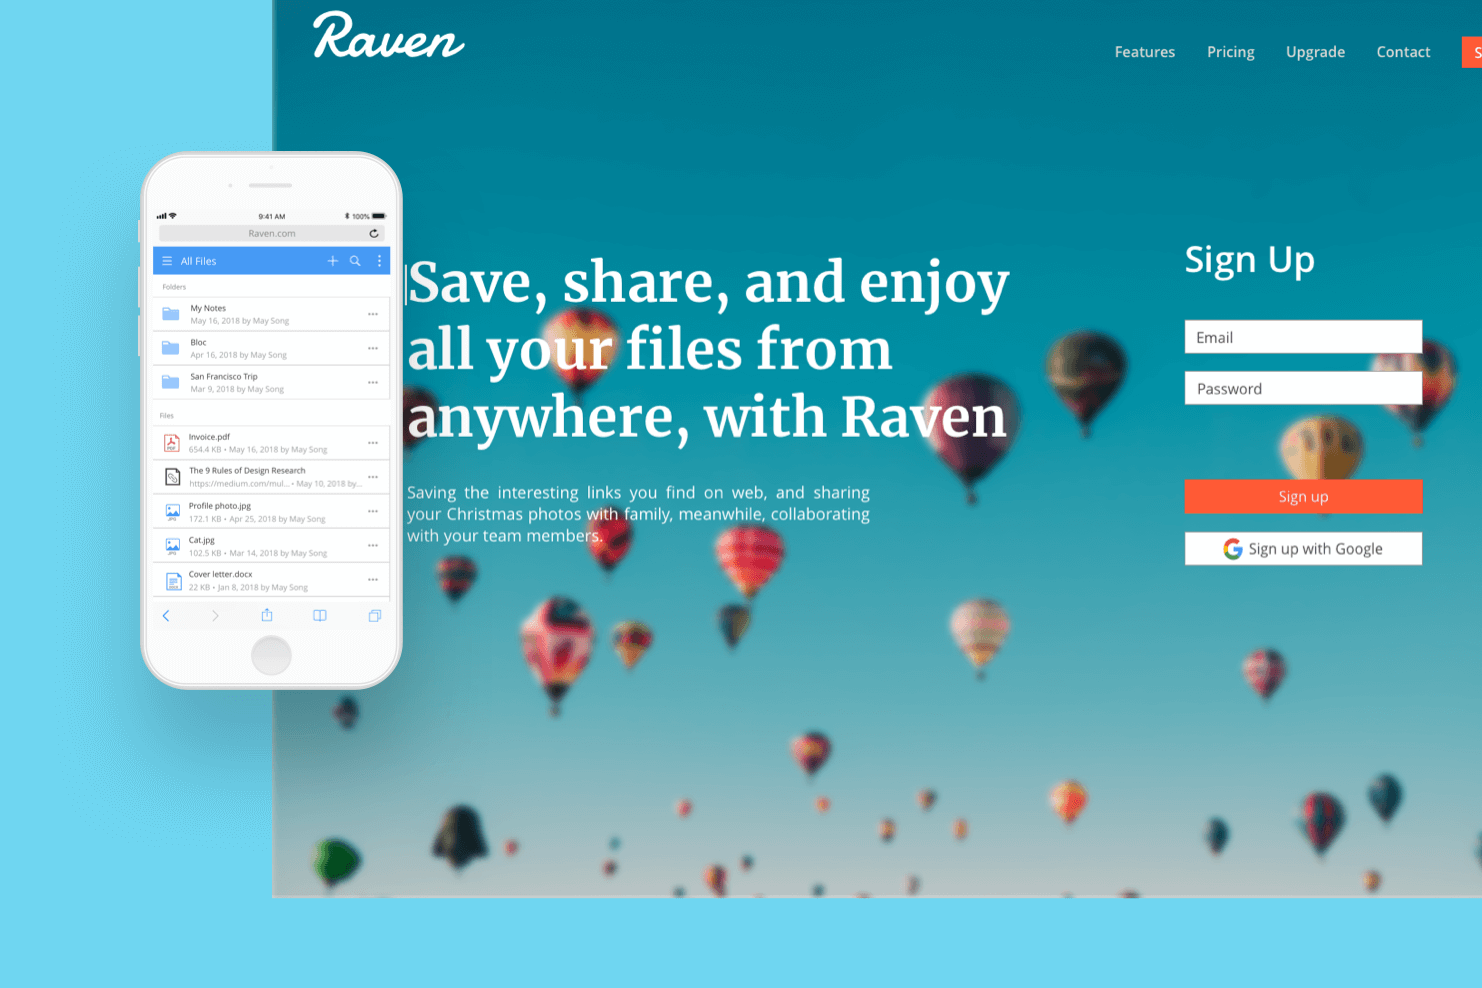 Raven
Features
Pricing
Upgrade
Contact
S
9:41 AM
100%
Raven.com
All Files
Folders
My Notes
May 16, 2018 by May Song
Bloc
Apr 16, 2018 by May Song
San Francisco Trip
Mar 9, 2018 by May Song
Files
Invoice.pdf
PDF
654.4 KB • May 16, 2018 by May Song
The 9 Rules of Design Research
https://medium.com/mul... • May 10, 2018 by...
Profile photo.jpg
JPG
172.1 KB • Apr 25, 2018 by May Song
Cat.jpg
JPG
102.5 KB • Mar 14, 2018 by May Song
Cover letter.docx
22 KB • Jan 8, 2018 by May Song
Save, share, and enjoy
all your files from
anywhere, with Raven
Saving the interesting links you find on web, and sharing
your Christmas photos with family, meanwhile, collaborating
with your team members.
Sign Up
Email
Password
Sign up
Sign up with Google